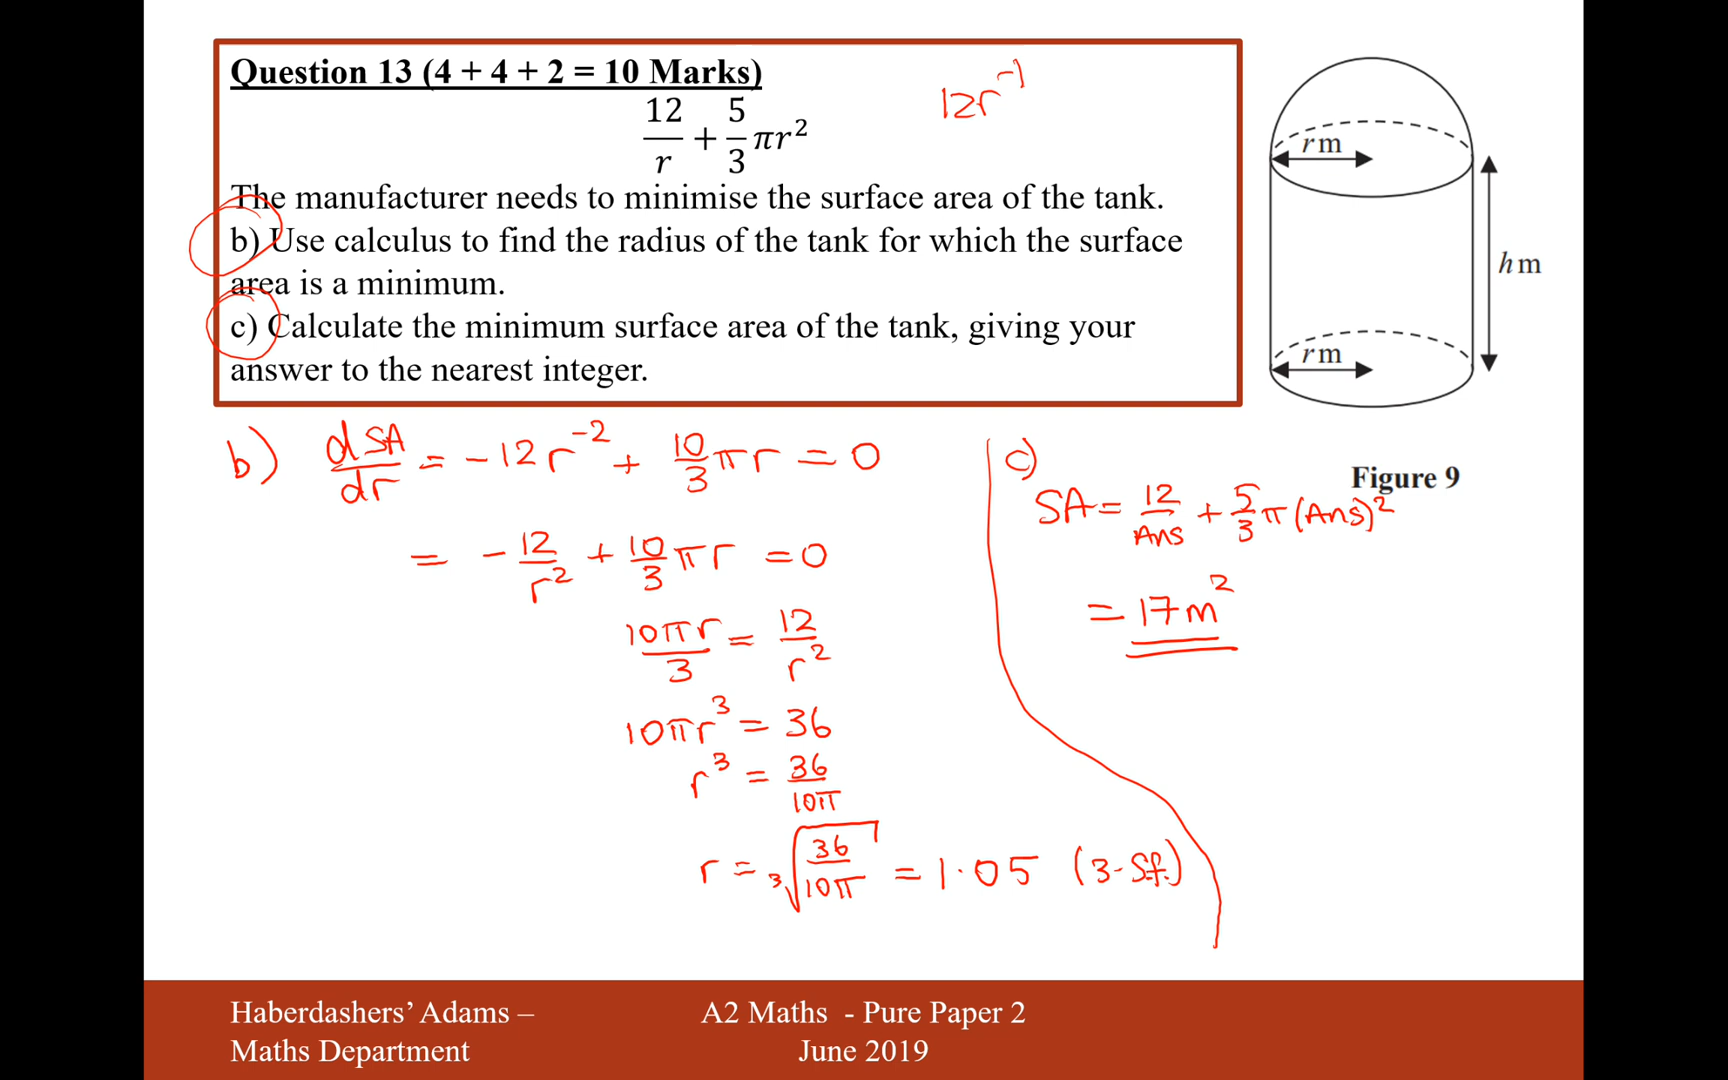 Question 13 (4 + 4 + 2 = 10 Marks)
12/r + 5/3 πr²
12r⁻¹
The manufacturer needs to minimise the surface area of the tank.
b) Use calculus to find the radius of the tank for which the surface
area is a minimum.
c) Calculate the minimum surface area of the tank, giving your
answer to the nearest integer.
r m
h m
r m
Figure 9
b) dSA/dr = -12r⁻² + 10/3 πr = 0
= -12/r² + 10/3 πr = 0
10πr/3 = 12/r²
10πr³ = 36
r³ = 36/10π
r = ³√(36/10π) = 1.05 (3-S.f.)
c)
SA = 12/Ans + 5/3 π(Ans)²
= 17m²
Haberdashers’ Adams –
Maths Department
A2 Maths - Pure Paper 2
June 2019